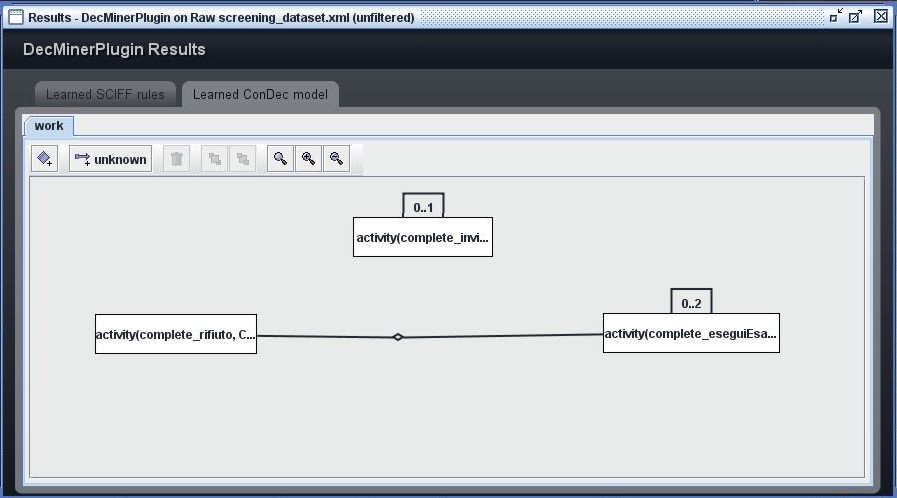 Results - DecMinerPlugin on Raw screening_dataset.xml (unfiltered)
DecMinerPlugin Results
Learned SCIFF rules
Learned ConDec model
work
unknown
0..1
activity(complete_invi...
0..2
activity(complete_rifiuto, C...
activity(complete_eseguiEsa...